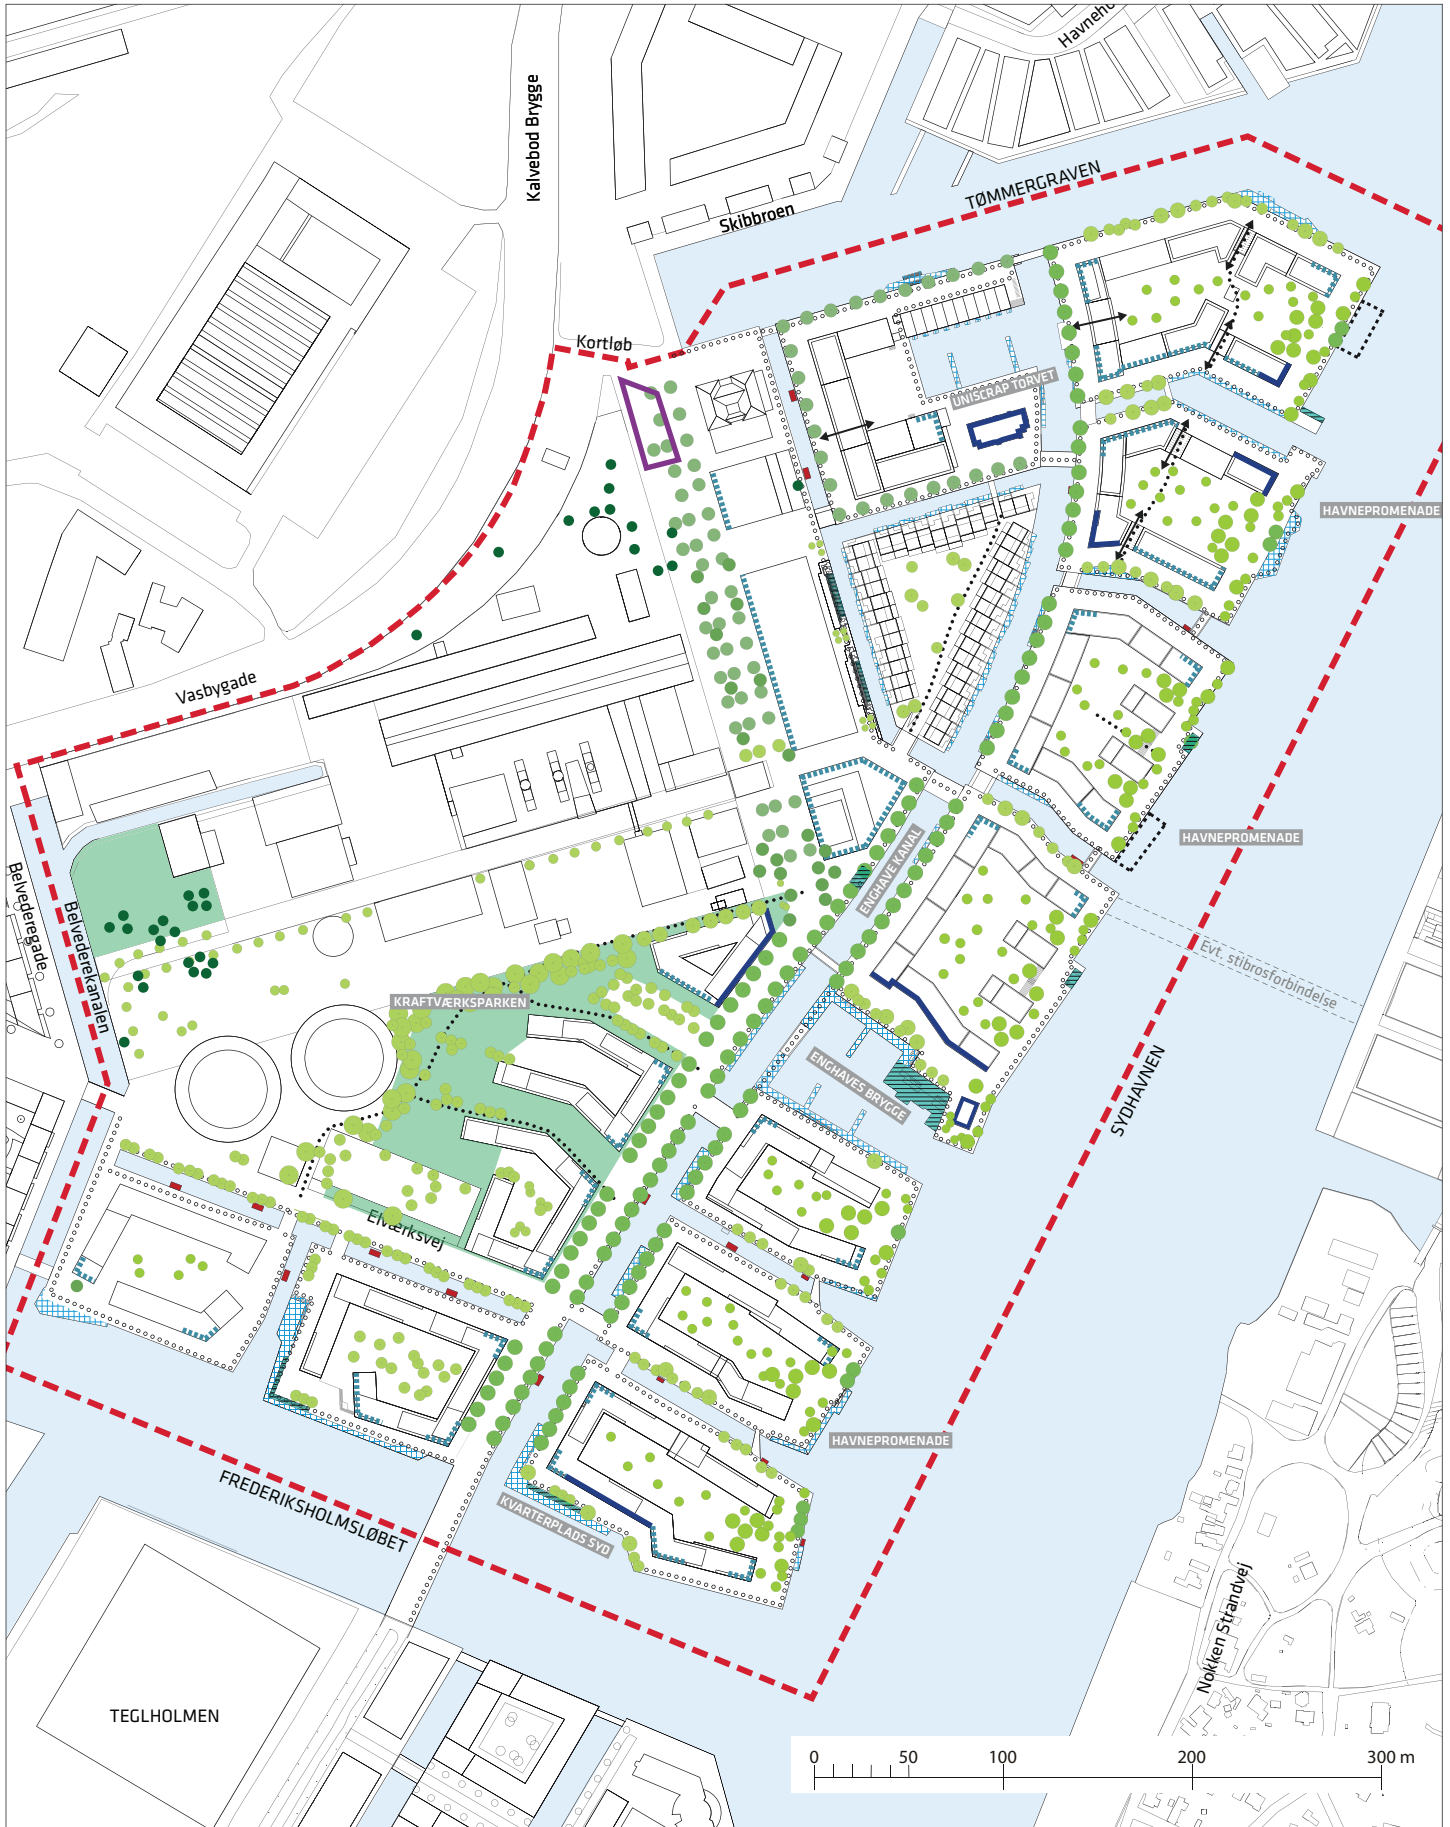 Havneho
Kalvebod Brygge
TØMMERGRAVEN
Skibbroen
Kortløb
UNISCRAP TORVET
HAVNEPROMENADE
Vasbygade
HAVNEPROMENADE
ENGHAVE KANAL
Belvederegade
Belvederekanalen
Evt. stibrosforbindelse
KRAFTVÆRKSPARKEN
ENGHAVES BRYGGE
SYDHAVNEN
Elværksvej
HAVNEPROMENADE
FREDERIKSHOLMSLØBET
KVARTERPLADS SYD
Nokken Strandvej
TEGLHOLMEN
0 50 100 200 300 m